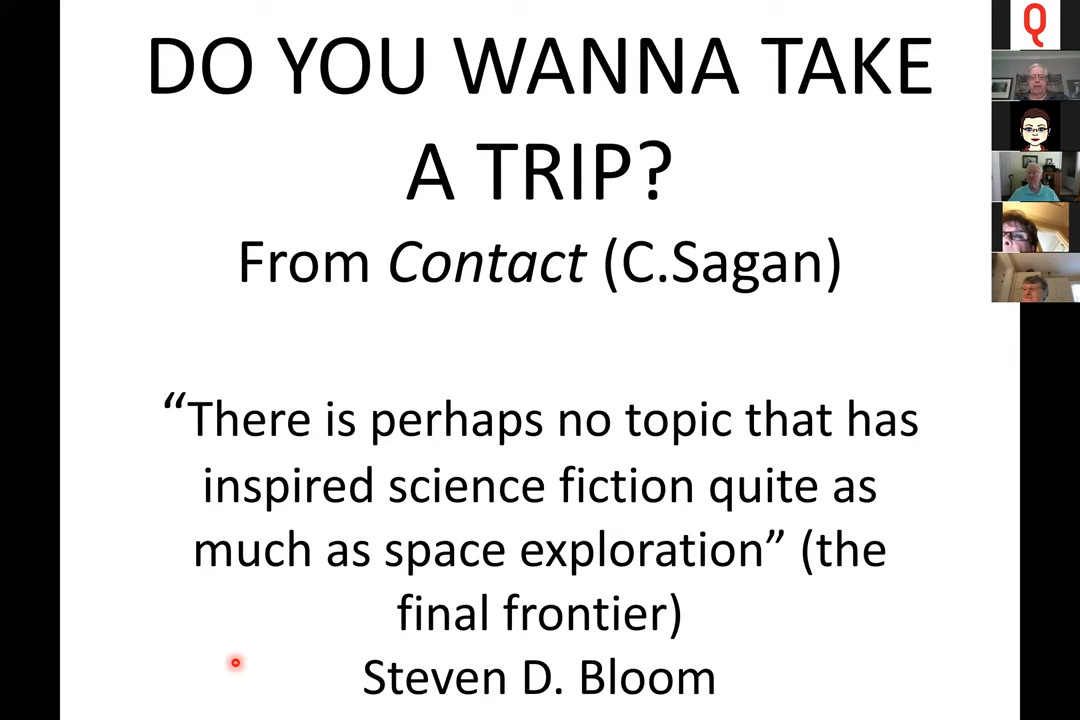 DO YOU WANNA TAKE
A TRIP?
From Contact (C.Sagan)
“There is perhaps no topic that has
inspired science fiction quite as
much as space exploration” (the
final frontier)
Steven D. Bloom
Q